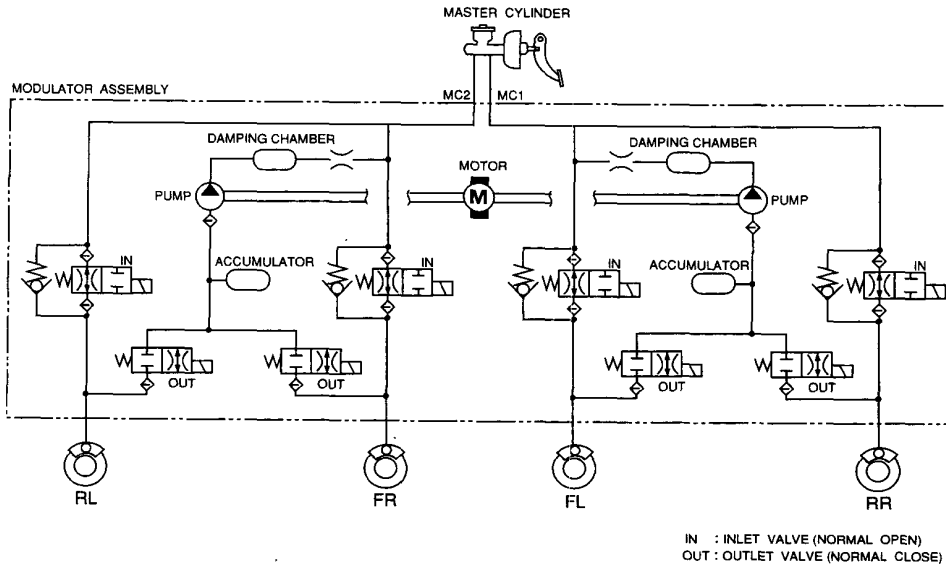 MASTER CYLINDER
MODULATOR ASSEMBLY
MC2 MC1
DAMPING CHAMBER
DAMPING CHAMBER
MOTOR
PUMP
M
PUMP
IN
IN
IN
IN
ACCUMULATOR
ACCUMULATOR
OUT
OUT
OUT
OUT
RL
FR
FL
RR
IN : INLET VALVE (NORMAL OPEN)
OUT : OUTLET VALVE (NORMAL CLOSE)